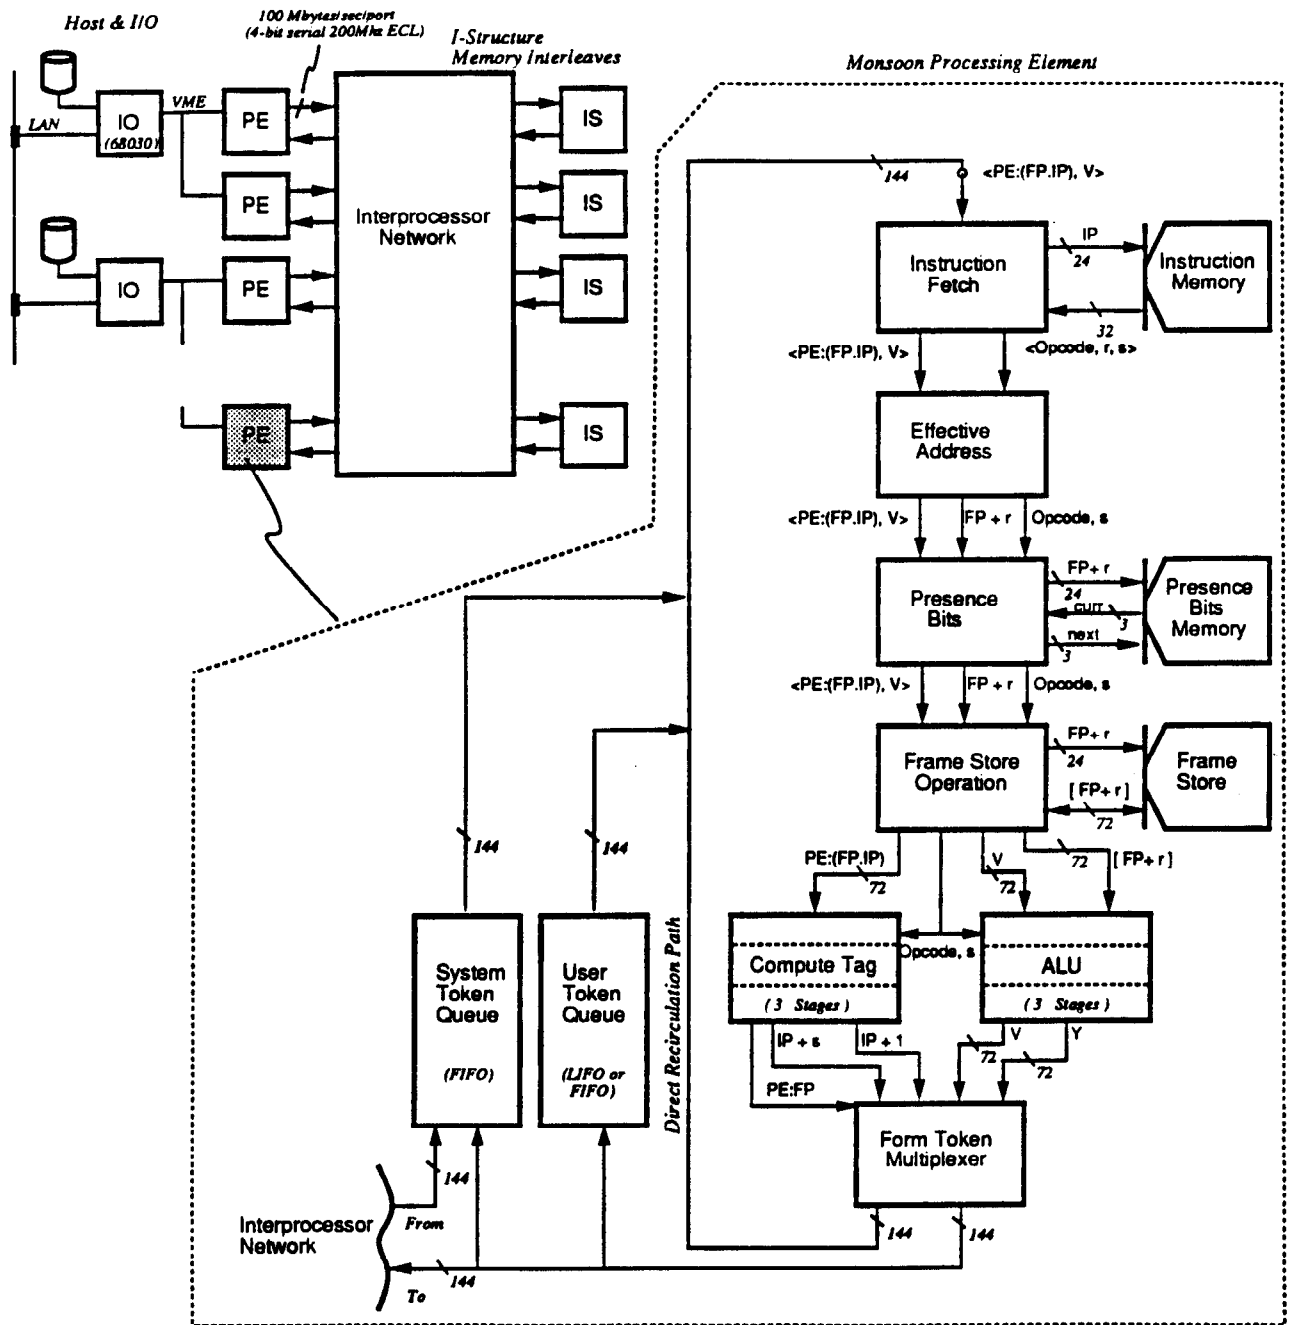 Host & I/O
100 Mbytes/sec/port
(4-bit serial 200Mhz ECL)
I-Structure
Memory Interleaves
Monsoon Processing Element
LAN
IO
(68030)
VME
PE
IS
PE
IS
IO
PE
IS
PE
IS
Interprocessor
Network
144
<PE:(FP.IP), V>
Instruction
Fetch
IP
24
32
Instruction
Memory
<PE:(FP.IP), V>
<Opcode, r, s>
Effective
Address
<PE:(FP.IP), V>
FP + r
Opcode, s
Presence
Bits
FP+ r
24
curr
3
next
3
Presence
Bits
Memory
<PE:(FP.IP), V>
FP + r
Opcode, s
Frame Store
Operation
FP+ r
24
[ FP+ r ]
72
Frame
Store
PE:(FP.IP)
72
V
72
72
[ FP+ r ]
Opcode, s
Compute Tag
( 3 Stages )
ALU
( 3 Stages )
PE:FP
IP + s
IP + 1
V
72
Y
72
Form Token
Multiplexer
144
144
144
144
System
Token
Queue
(FIFO)
User
Token
Queue
(LIFO or
FIFO)
Direct Recirculation Path
Interprocessor
Network
144
From
144
To